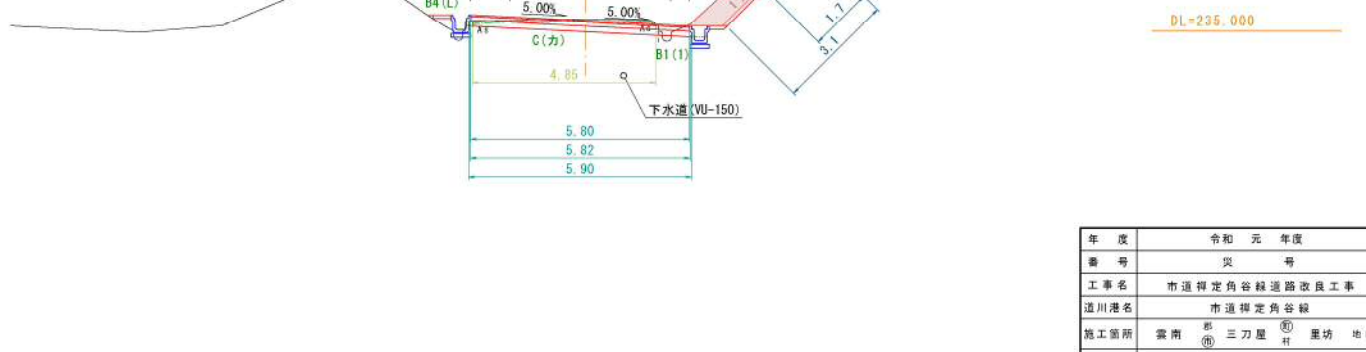 B4(L)
5.00%
5.00%
DL=235.000
1.7
3.1
C(カ)
B1(1)
4.85
下水道(VU-150)
5.80
5.82
5.90
年 度 令和 元 年度
番 号 災 号
工事名 市道禅定角谷線道路改良工事
道川港名 市道禅定角谷線
施工箇所 雲南 郡 市 三刀屋 町 村 里坊 地